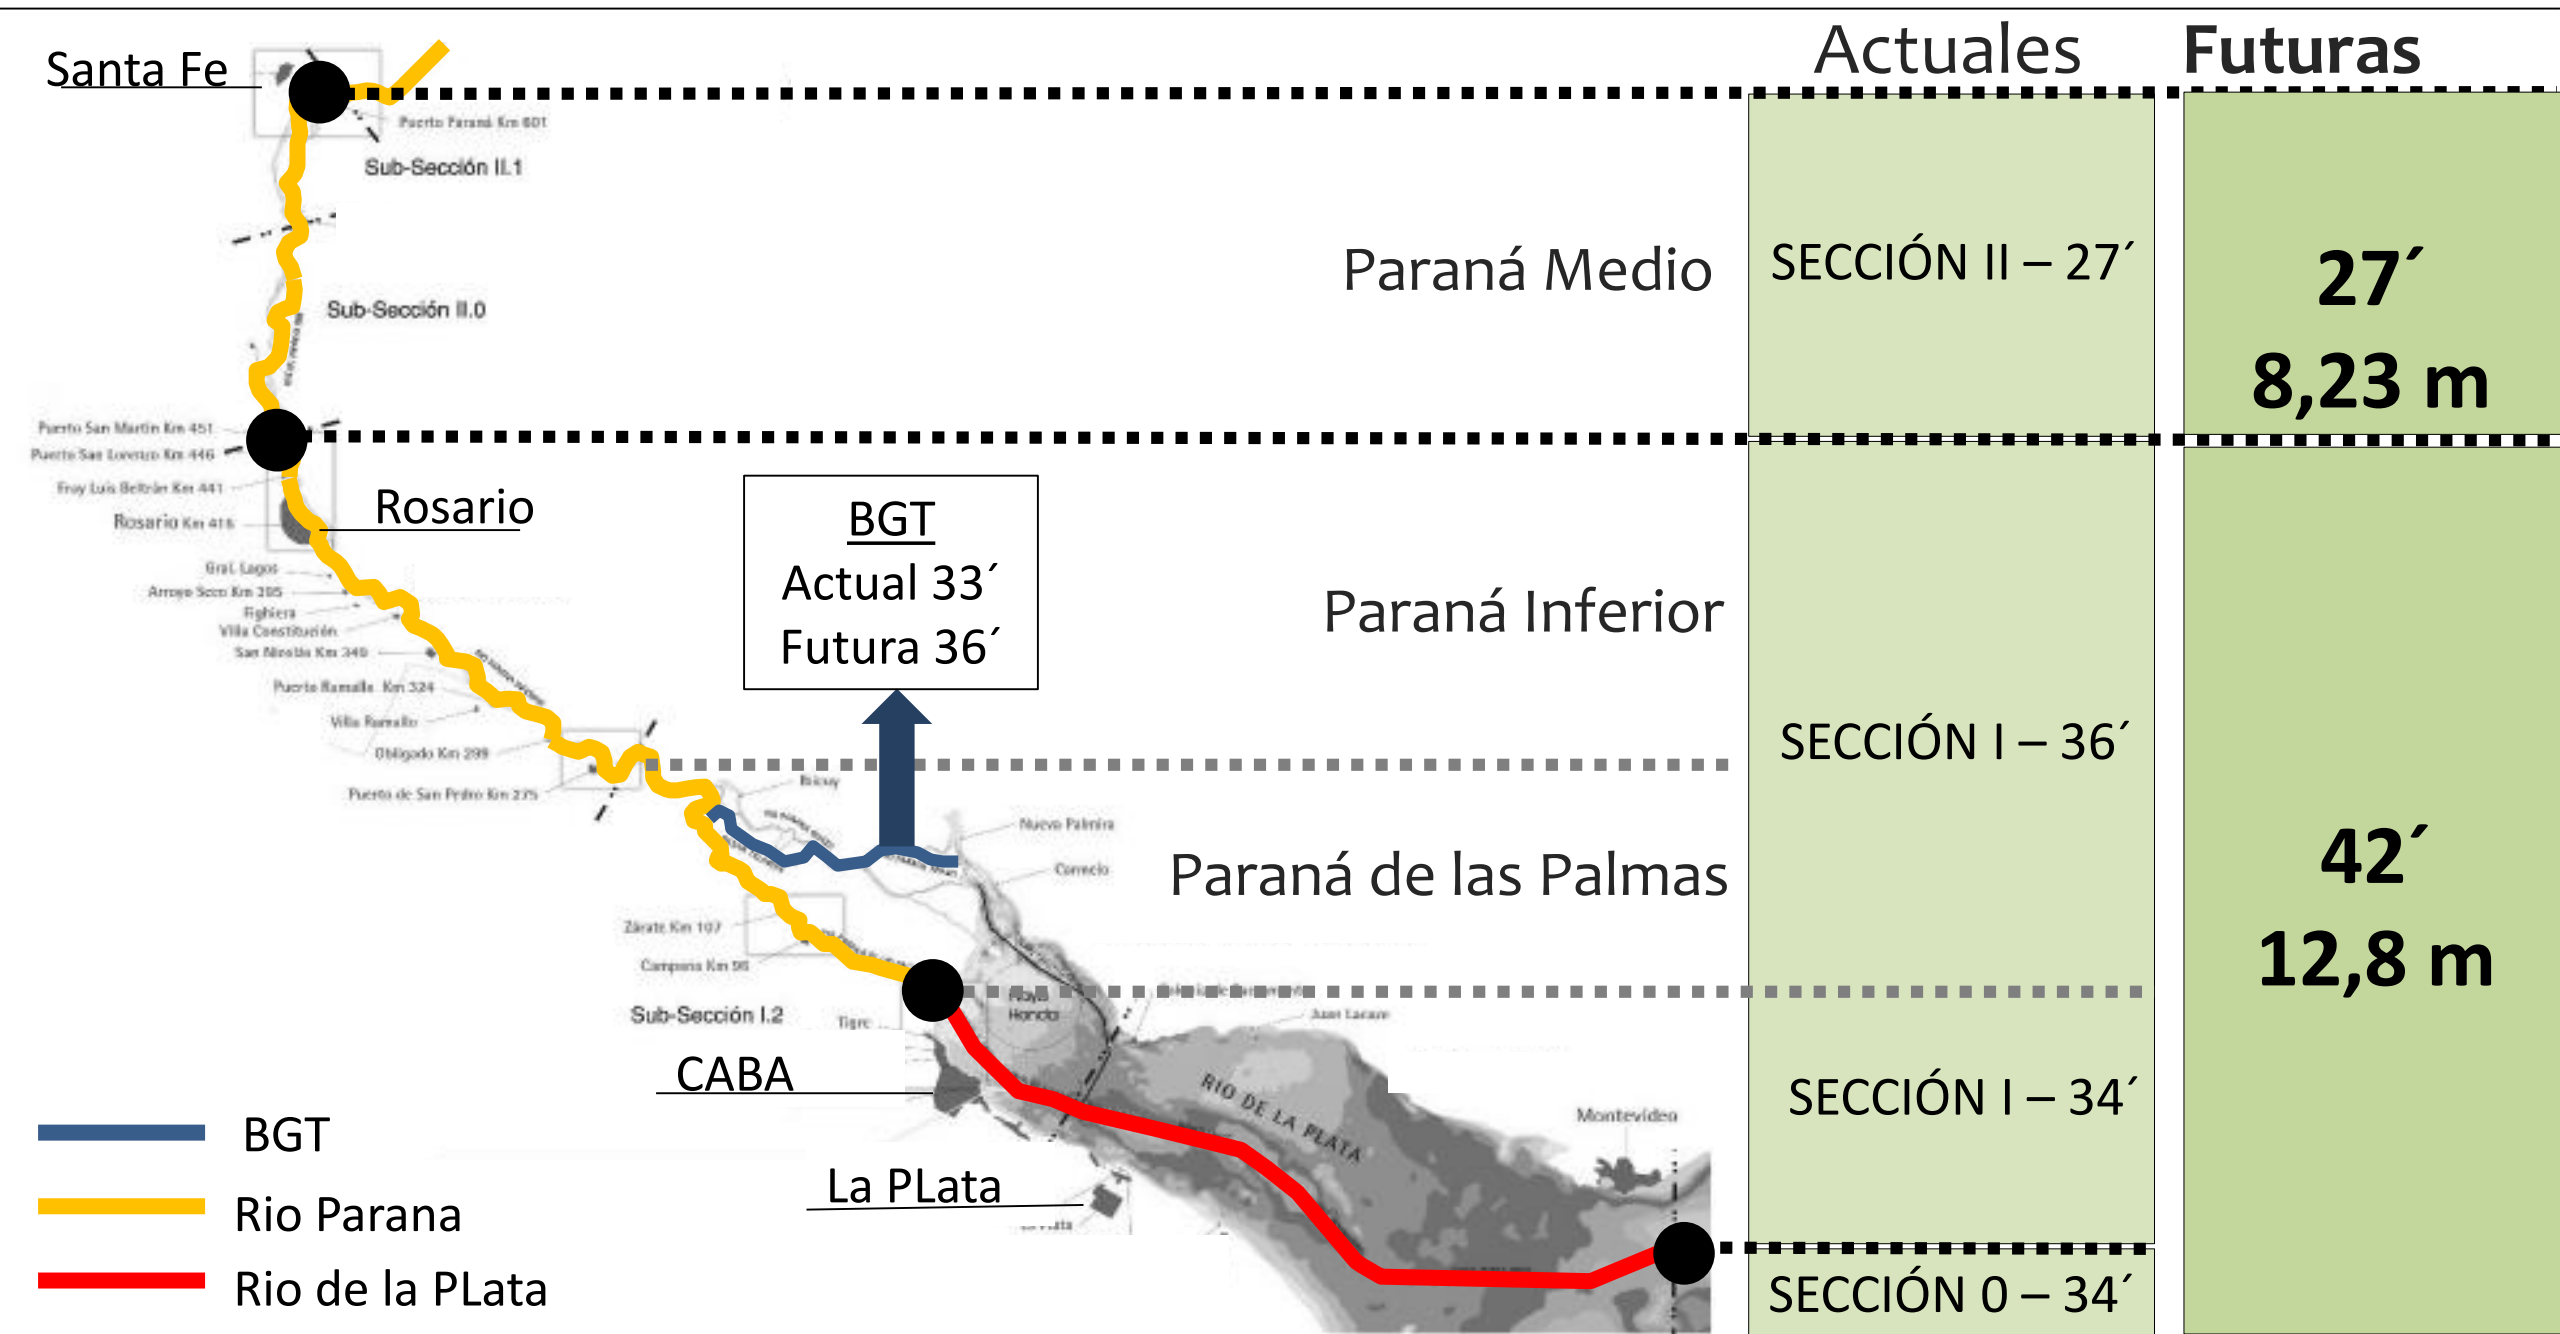 Actuales
Futuras
Santa Fe
Puerto Paraná Km 601
Sub-Sección II.1
Paraná Medio
SECCIÓN II – 27´
27´
8,23 m
Sub-Sección II.0
Puerto San Martín Km 451
Puerto San Lorenzo Km 446
Fray Luis Beltrán Km 441
Rosario Km 416
Rosario
BGT
Actual 33´
Futura 36´
Paraná Inferior
Gral. Lagos
Arroyo Seco Km 395
Fighiera
Villa Constitución
San Nicolás Km 349
Puerto Ramallo Km 324
Villa Ramallo
Obligado Km 299
Puerto de San Pedro Km 275
SECCIÓN I – 36´
Ibicuy
Nueva Palmira
Carmelo
Paraná de las Palmas
42´
12,8 m
Zárate Km 107
Campana Km 96
Sub-Sección I.2
Tigre
Playa
Honda
Juan Lacaze
CABA
RIO DE LA PLATA
Montevideo
SECCIÓN I – 34´
La PLata
La Plata
SECCIÓN 0 – 34´
BGT
Rio Parana
Rio de la PLata